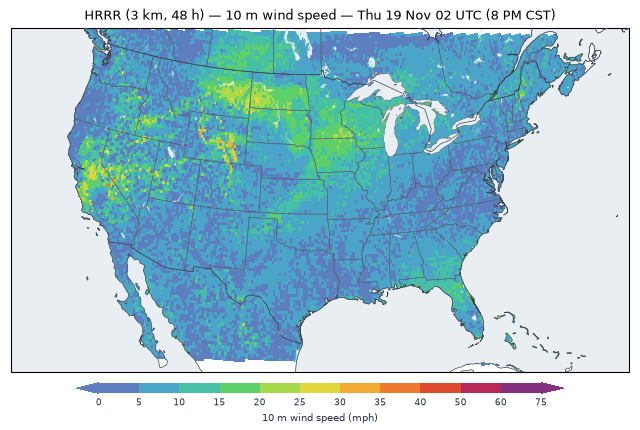 HRRR (3 km, 48 h) — 10 m wind speed — Thu 19 Nov 02 UTC (8 PM CST)
0 5 10 15 20 25 30 35 40 50 60 75
10 m wind speed (mph)